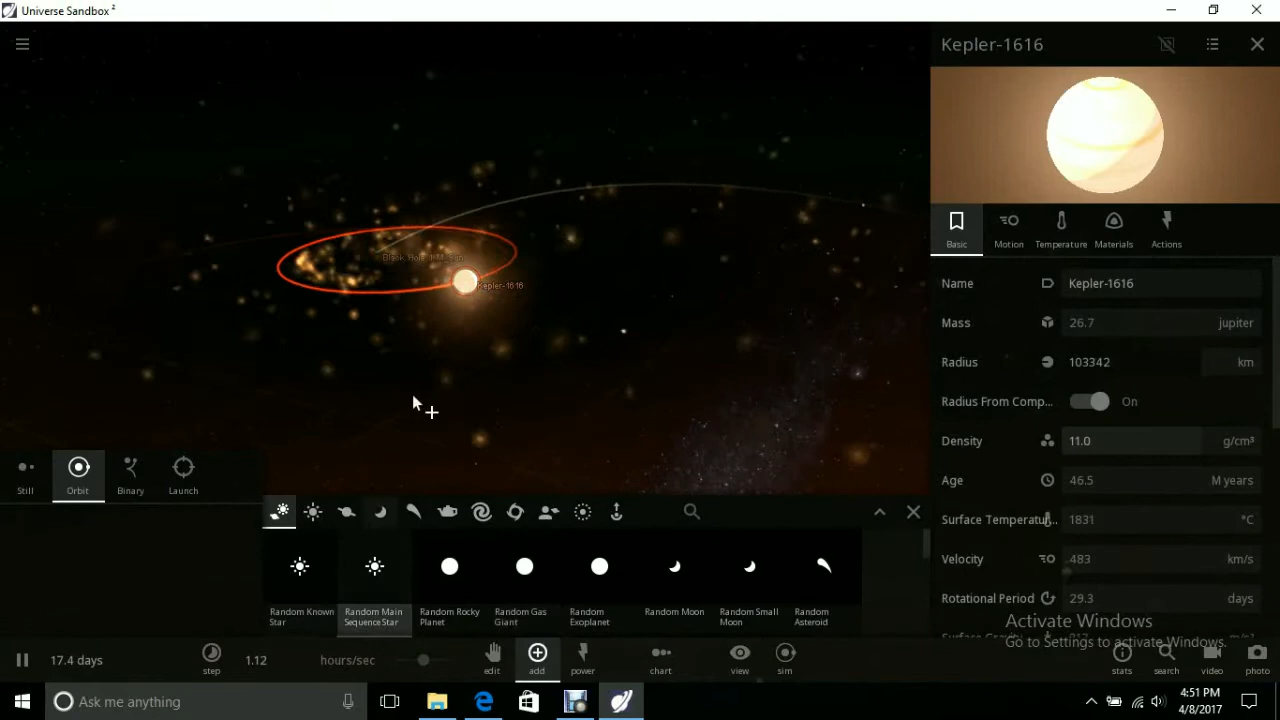 Universe Sandbox ²
Kepler-1616
Basic
Motion
Temperature
Materials
Actions
Name
Kepler-1616
Mass
26.7
jupiter
Radius
103342
km
Radius From Comp...
On
Density
11.0
g/cm³
Age
46.5
M years
Surface Temperatur...
1831
°C
Velocity
.483
km/s
Rotational Period
29.3
days
Kepler-1616
Still
Orbit
Binary
Launch
Random Known
Star
Random Main
Sequence Star
Random Rocky
Planet
Random Gas
Giant
Random
Exoplanet
Random Moon
Random Small
Moon
Random
Asteroid
Activate Windows
Go to Settings to activate Windows.
17.4 days
step
1.12
hours/sec
edit
add
power
chart
view
sim
stats
search
video
photo
Ask me anything
4:51 PM
4/8/2017